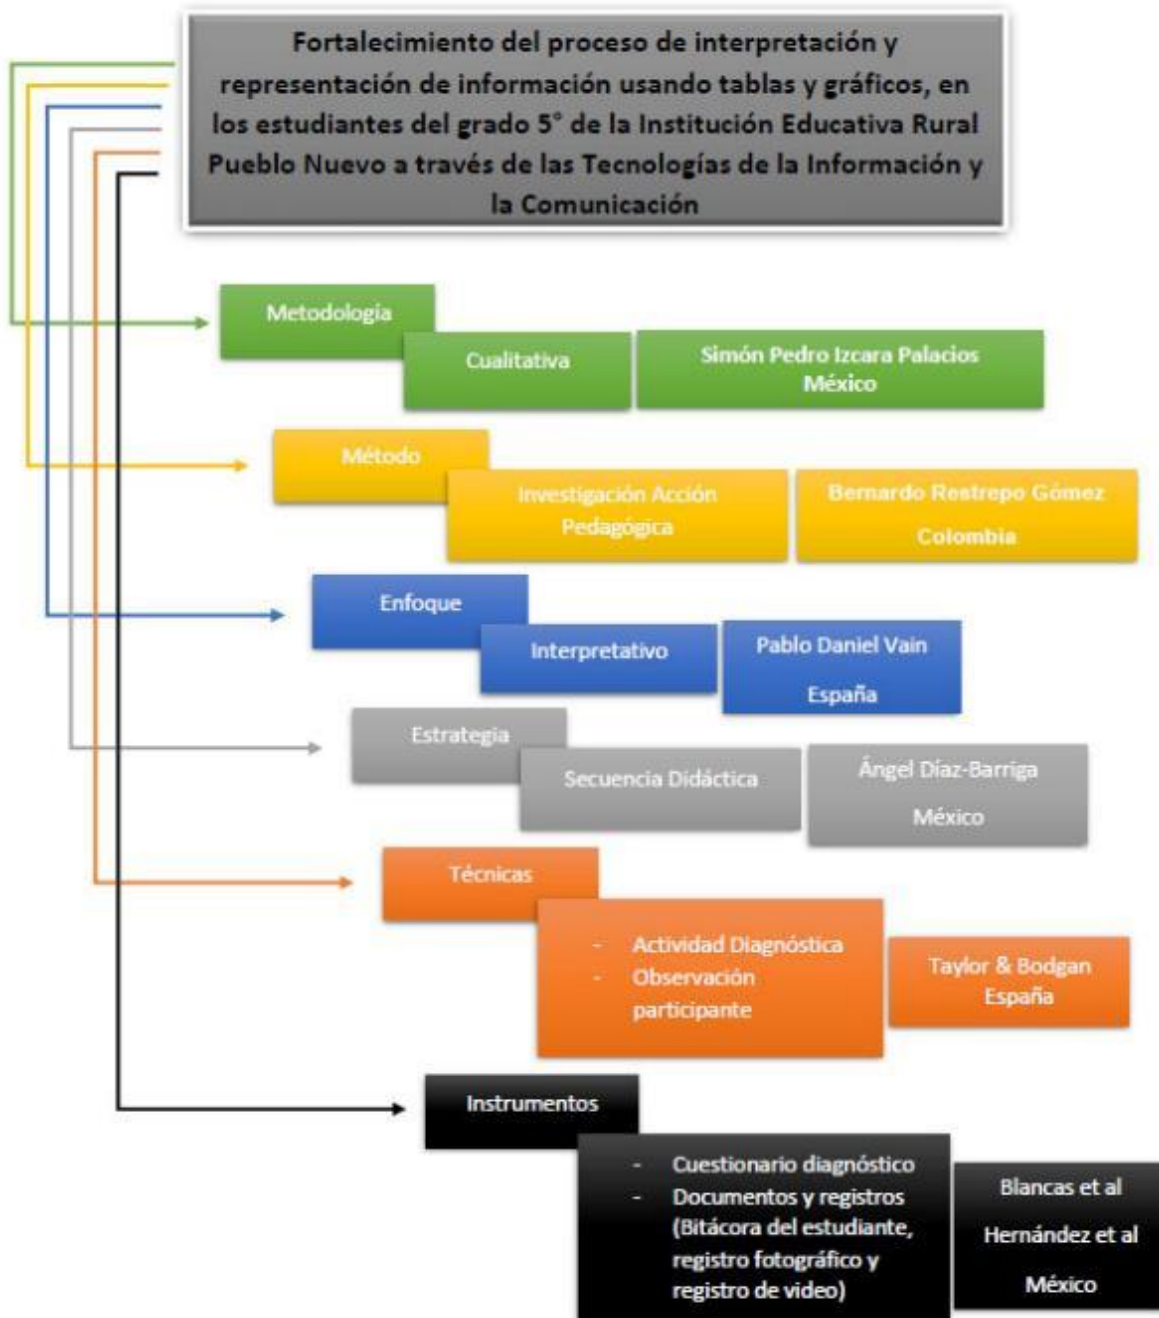 Fortalecimiento del proceso de interpretación y
representación de información usando tablas y gráficos, en
los estudiantes del grado 5° de la Institución Educativa Rural
Pueblo Nuevo a través de las Tecnologías de la Información y
la Comunicación
Metodología
Cualitativa
Simón Pedro Izcara Palacios
México
Método
Investigación Acción
Pedagógica
Bernardo Restrepo Gómez
Colombia
Enfoque
Interpretativo
Pablo Daniel Vain
España
Estrategia
Secuencia Didáctica
Ángel Díaz-Barriga
México
Técnicas
- Actividad Diagnóstica
- Observación
participante
Taylor & Bodgan
España
Instrumentos
- Cuestionario diagnóstico
- Documentos y registros
(Bitácora del estudiante,
registro fotográfico y
registro de video)
Blancas et al
Hernández et al
México